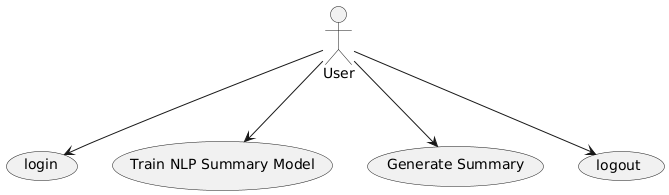 User
login
Train NLP Summary Model
Generate Summary
logout